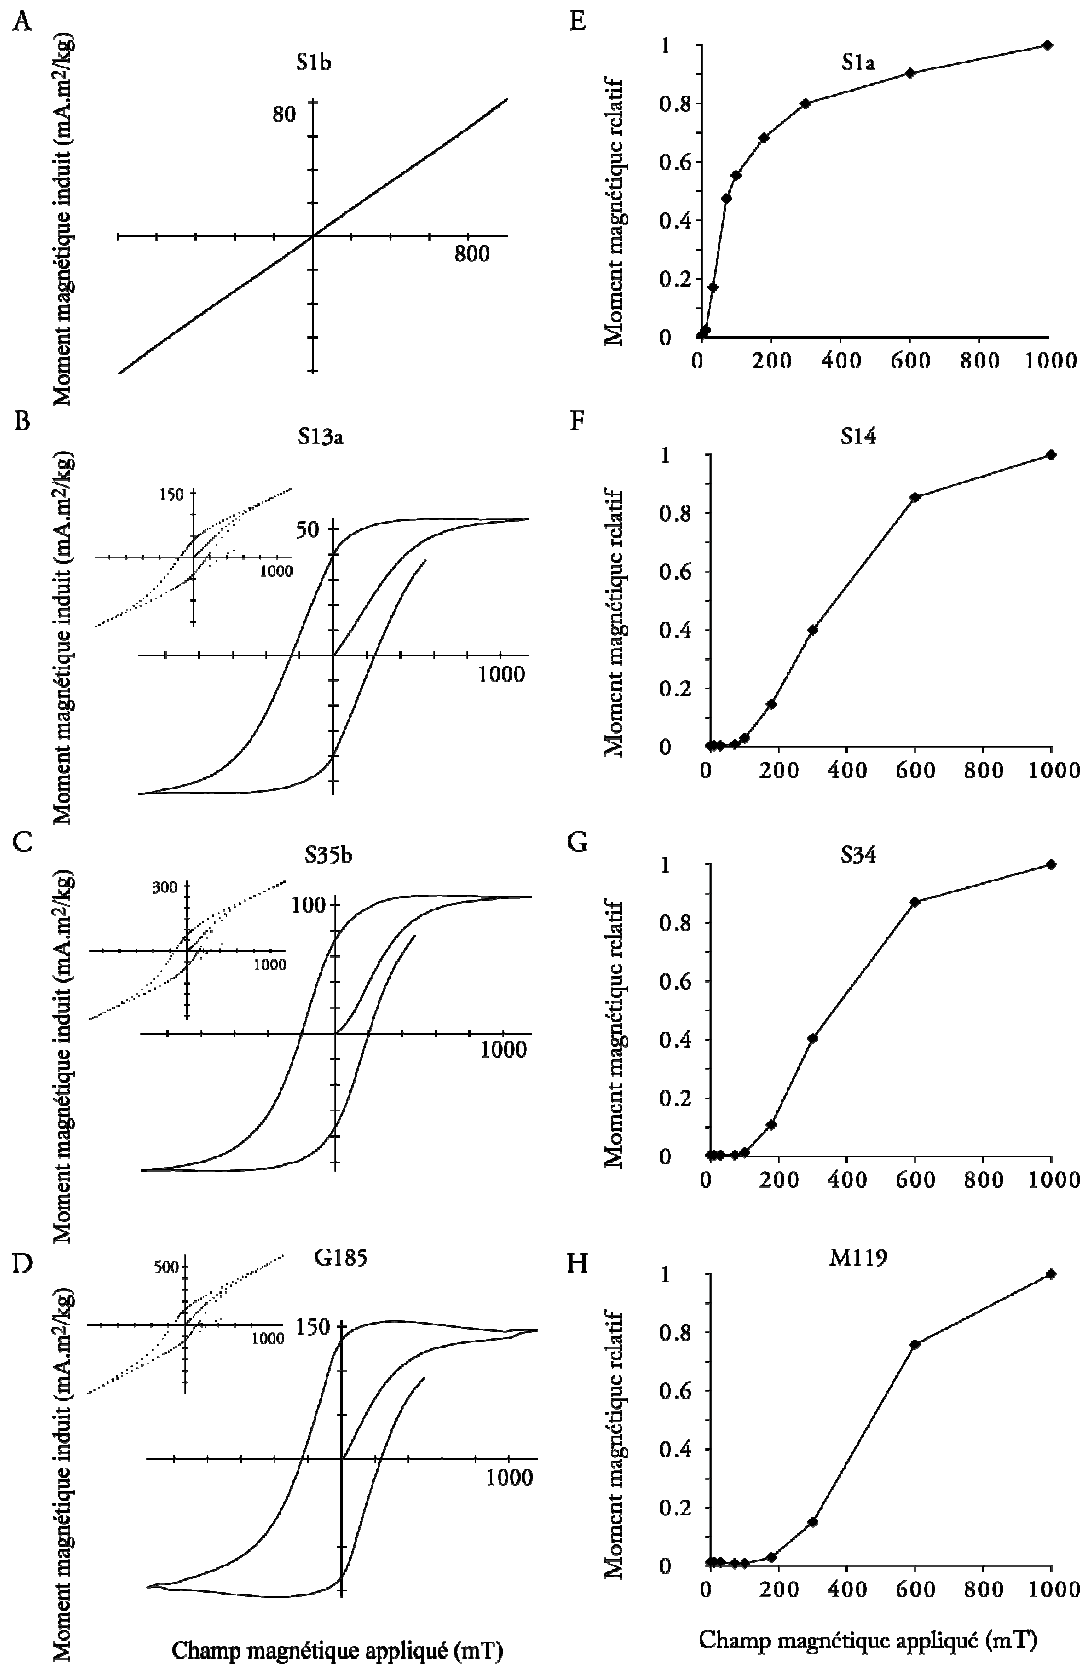 A
Moment magnétique induit (mA.m2/kg)
S1b
80
800
B
Moment magnétique induit (mA.m2/kg)
S13a
150
1000
50
1000
C
Moment magnétique induit (mA.m2/kg)
S35b
300
1000
100
1000
D
Moment magnétique induit (mA.m2/kg)
G185
500
1000
150
1000
Champ magnétique appliqué (mT)
E
Moment magnétique relatif
S1a
1
0.8
0.6
0.4
0.2
0
0 200 400 600 800 1000
F
Moment magnétique relatif
S14
1
0.8
0.6
0.4
0.2
0
0 200 400 600 800 1000
G
Moment magnétique relatif
S34
1
0.8
0.6
0.4
0.2
0
0 200 400 600 800 1000
H
Moment magnétique relatif
M119
1
0.8
0.6
0.4
0.2
0
0 200 400 600 800 1000
Champ magnétique appliqué (mT)